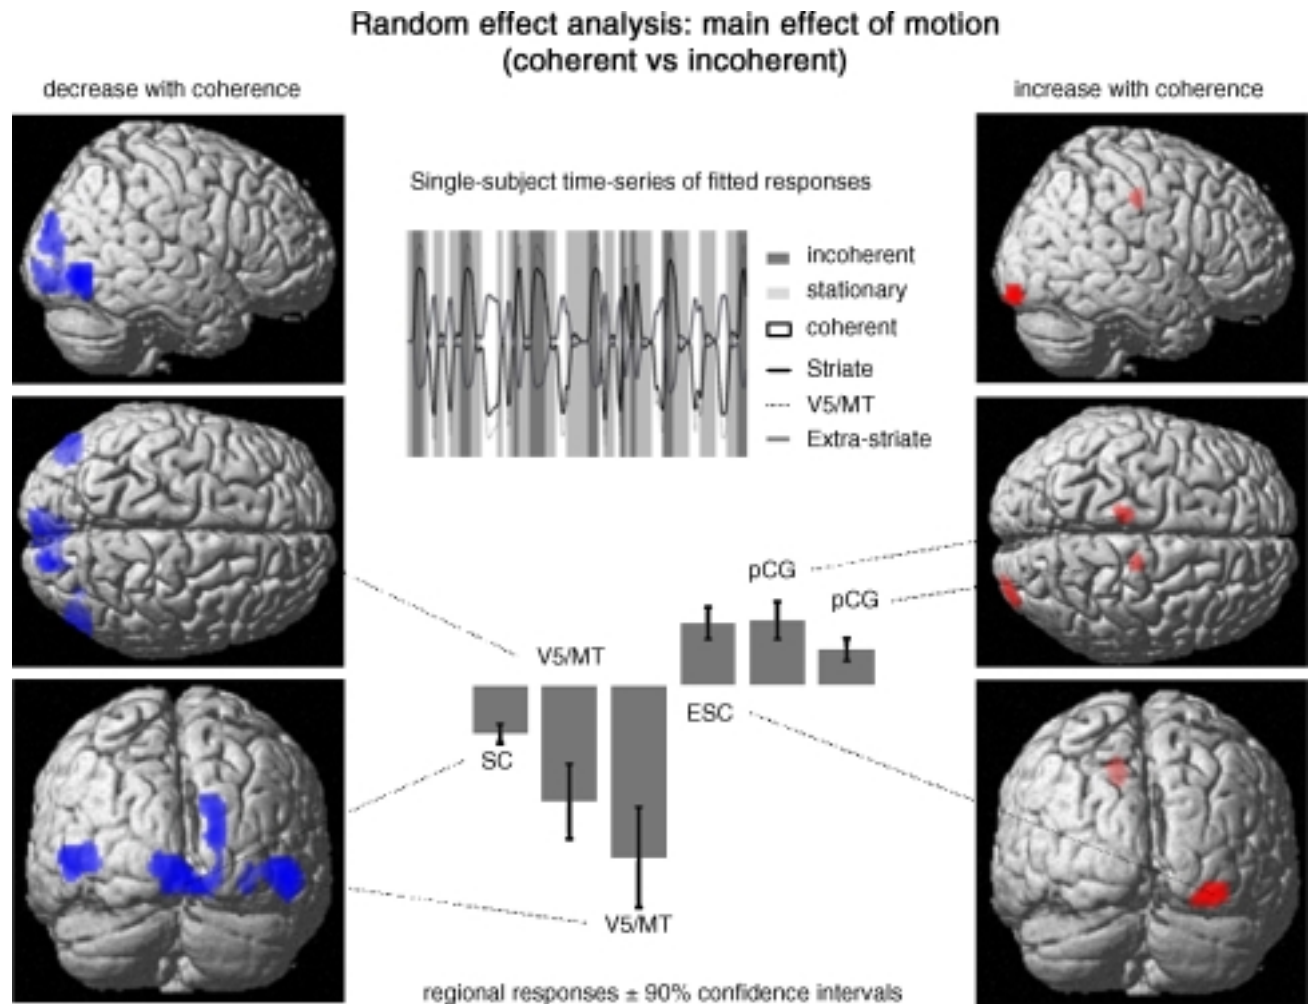 Random effect analysis: main effect of motion
(coherent vs incoherent)
decrease with coherence
increase with coherence
Single-subject time-series of fitted responses
incoherent
stationary
coherent
Striate
V5/MT
Extra-striate
pCG
pCG
V5/MT
ESC
SC
V5/MT
regional responses ± 90% confidence intervals